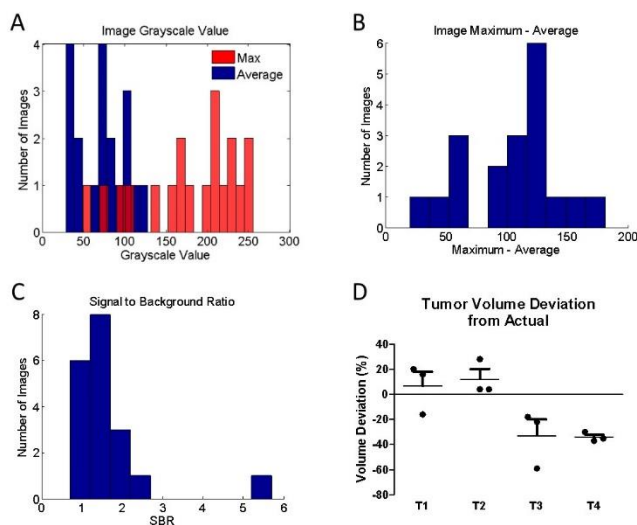 A
Image Grayscale Value
4
3
2
1
0
Number of Images
Max
Average
0 50 100 150 200 250 300
Grayscale Value
B
Image Maximum - Average
6
5
4
3
2
1
0
Number of Images
0 50 100 150 200
Maximum - Average
C
Signal to Background Ratio
8
6
4
2
0
Number of Images
0 1 2 3 4 5 6
SBR
D
Tumor Volume Deviation
from Actual
40
20
0
-20
-40
-60
-80
Volume Deviation (%)
T1 T2 T3 T4